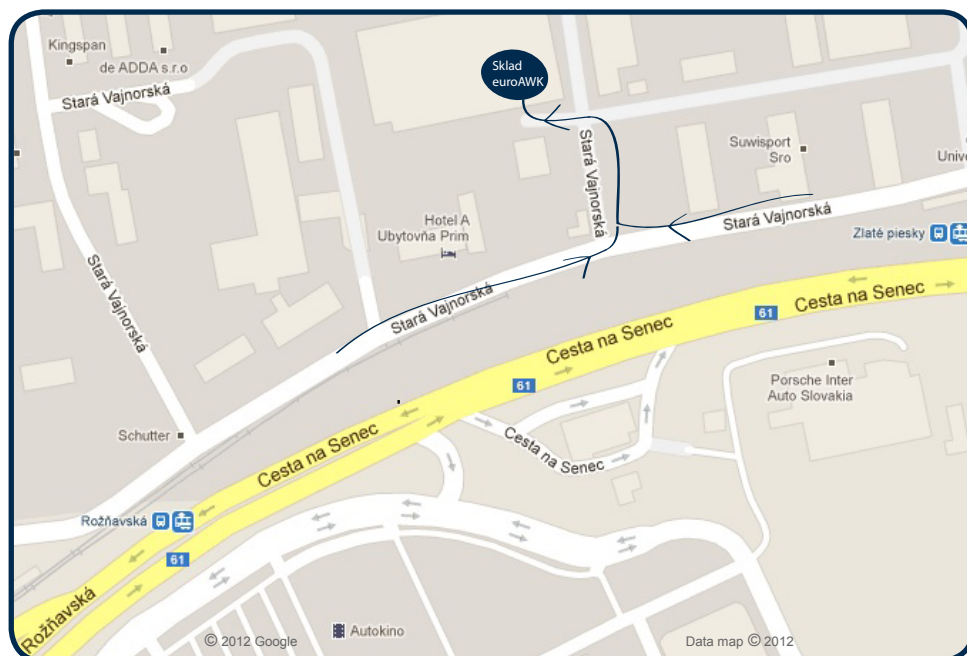 Kingspan
de ADDA s.r.o
Sklad
euroAWK
Stará Vajnorská
Stará Vajnorská
Suwisport
Sro
Hotel A
Ubytovňa Prim
Stará Vajnorská
Zlaté piesky
Stará Vajnorská
Stará Vajnorská
Cesta na Senec
61
Cesta na Senec
61
Porsche Inter
Auto Slovakia
Schutter
Cesta na Senec
Cesta na Senec
Rožňavská
61
Rožňavská
© 2012 Google
Autokino
Data map © 2012